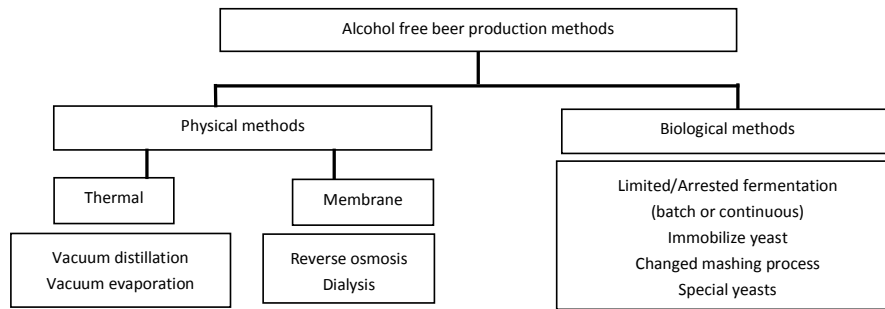 Alcohol free beer production methods
Physical methods
Biological methods
Thermal
Membrane
Vacuum distillation
Vacuum evaporation
Reverse osmosis
Dialysis
Limited/Arrested fermentation
(batch or continuous)
Immobilize yeast
Changed mashing process
Special yeasts